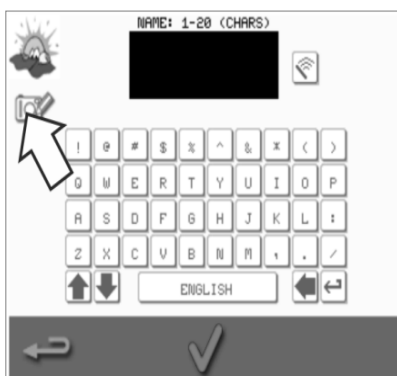 NAME: 1-20 (CHARS)
! @ # $ % ^ & * ( )
Q W E R T Y U I O P
A S D F G H J K L :
Z X C V B N M , . /
ENGLISH